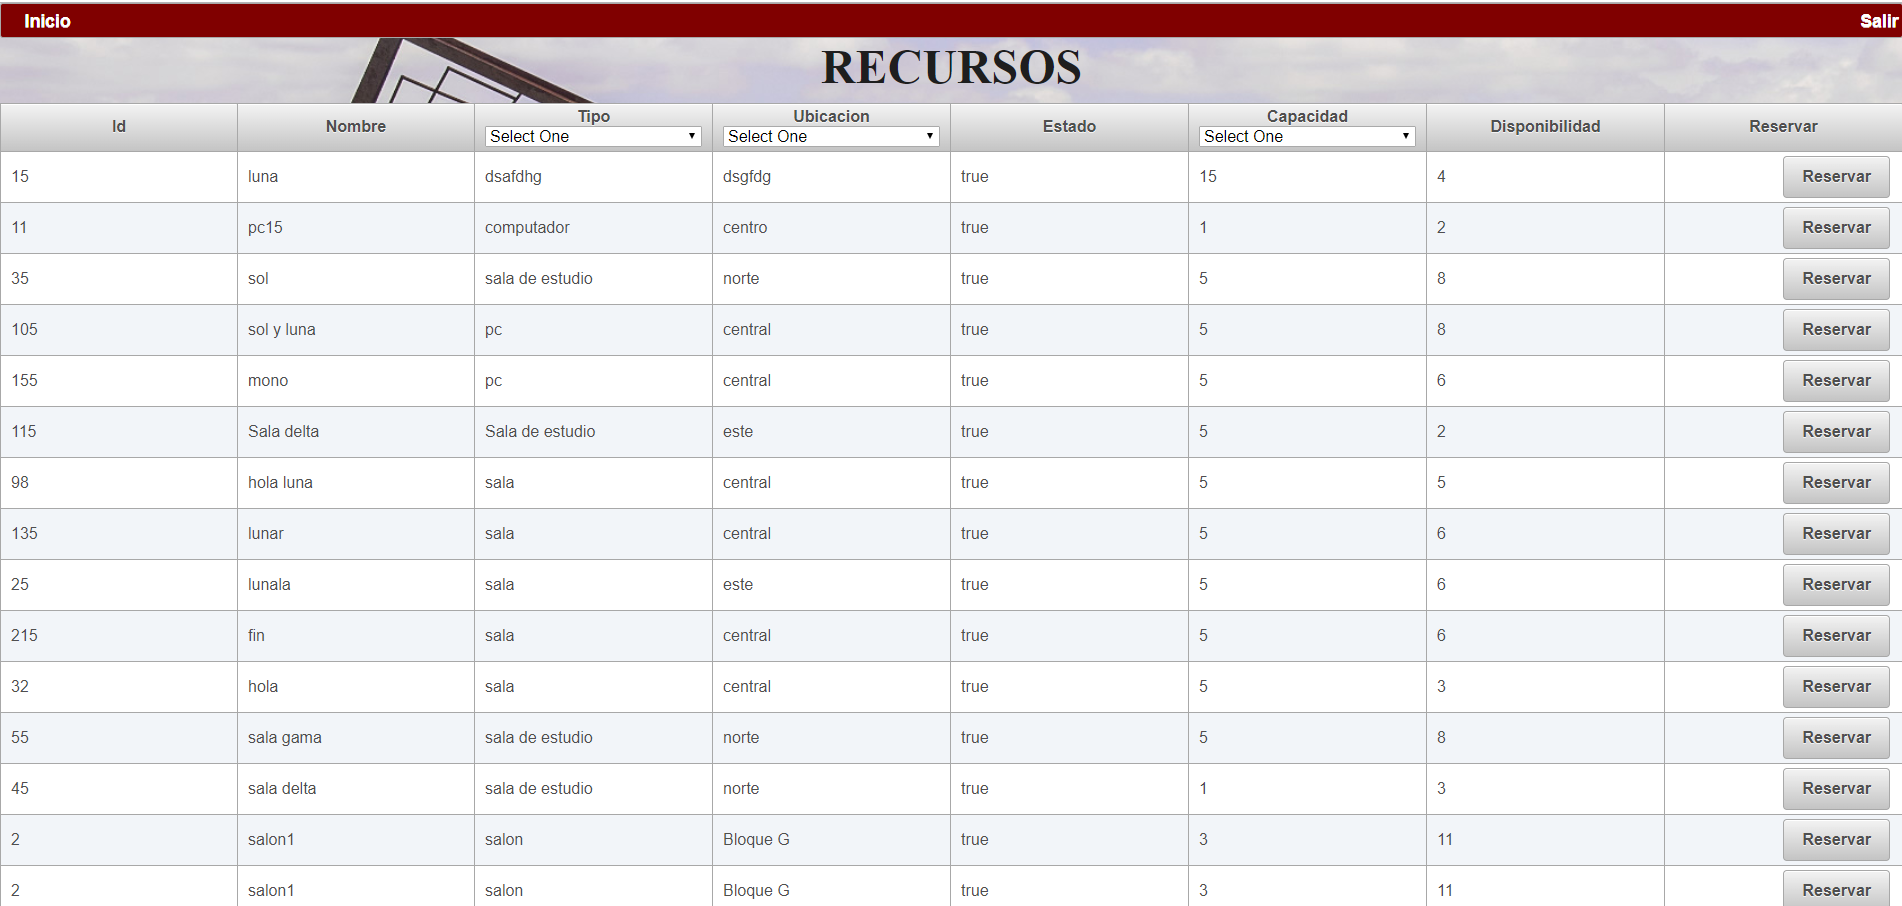 Inicio Salir
RECURSOS
Id Nombre Tipo Ubicacion Estado Capacidad Disponibilidad Reservar
Select One Select One Select One
15 luna dsafdhg dsgfdg true 15 4 Reservar
11 pc15 computador centro true 1 2 Reservar
35 sol sala de estudio norte true 5 8 Reservar
105 sol y luna pc central true 5 8 Reservar
155 mono pc central true 5 6 Reservar
115 Sala delta Sala de estudio este true 5 2 Reservar
98 hola luna sala central true 5 5 Reservar
135 lunar sala central true 5 6 Reservar
25 lunala sala este true 5 6 Reservar
215 fin sala central true 5 6 Reservar
32 hola sala central true 5 3 Reservar
55 sala gama sala de estudio norte true 5 8 Reservar
45 sala delta sala de estudio norte true 1 3 Reservar
2 salon1 salon Bloque G true 3 11 Reservar
2 salon1 salon Bloque G true 3 11 Reservar